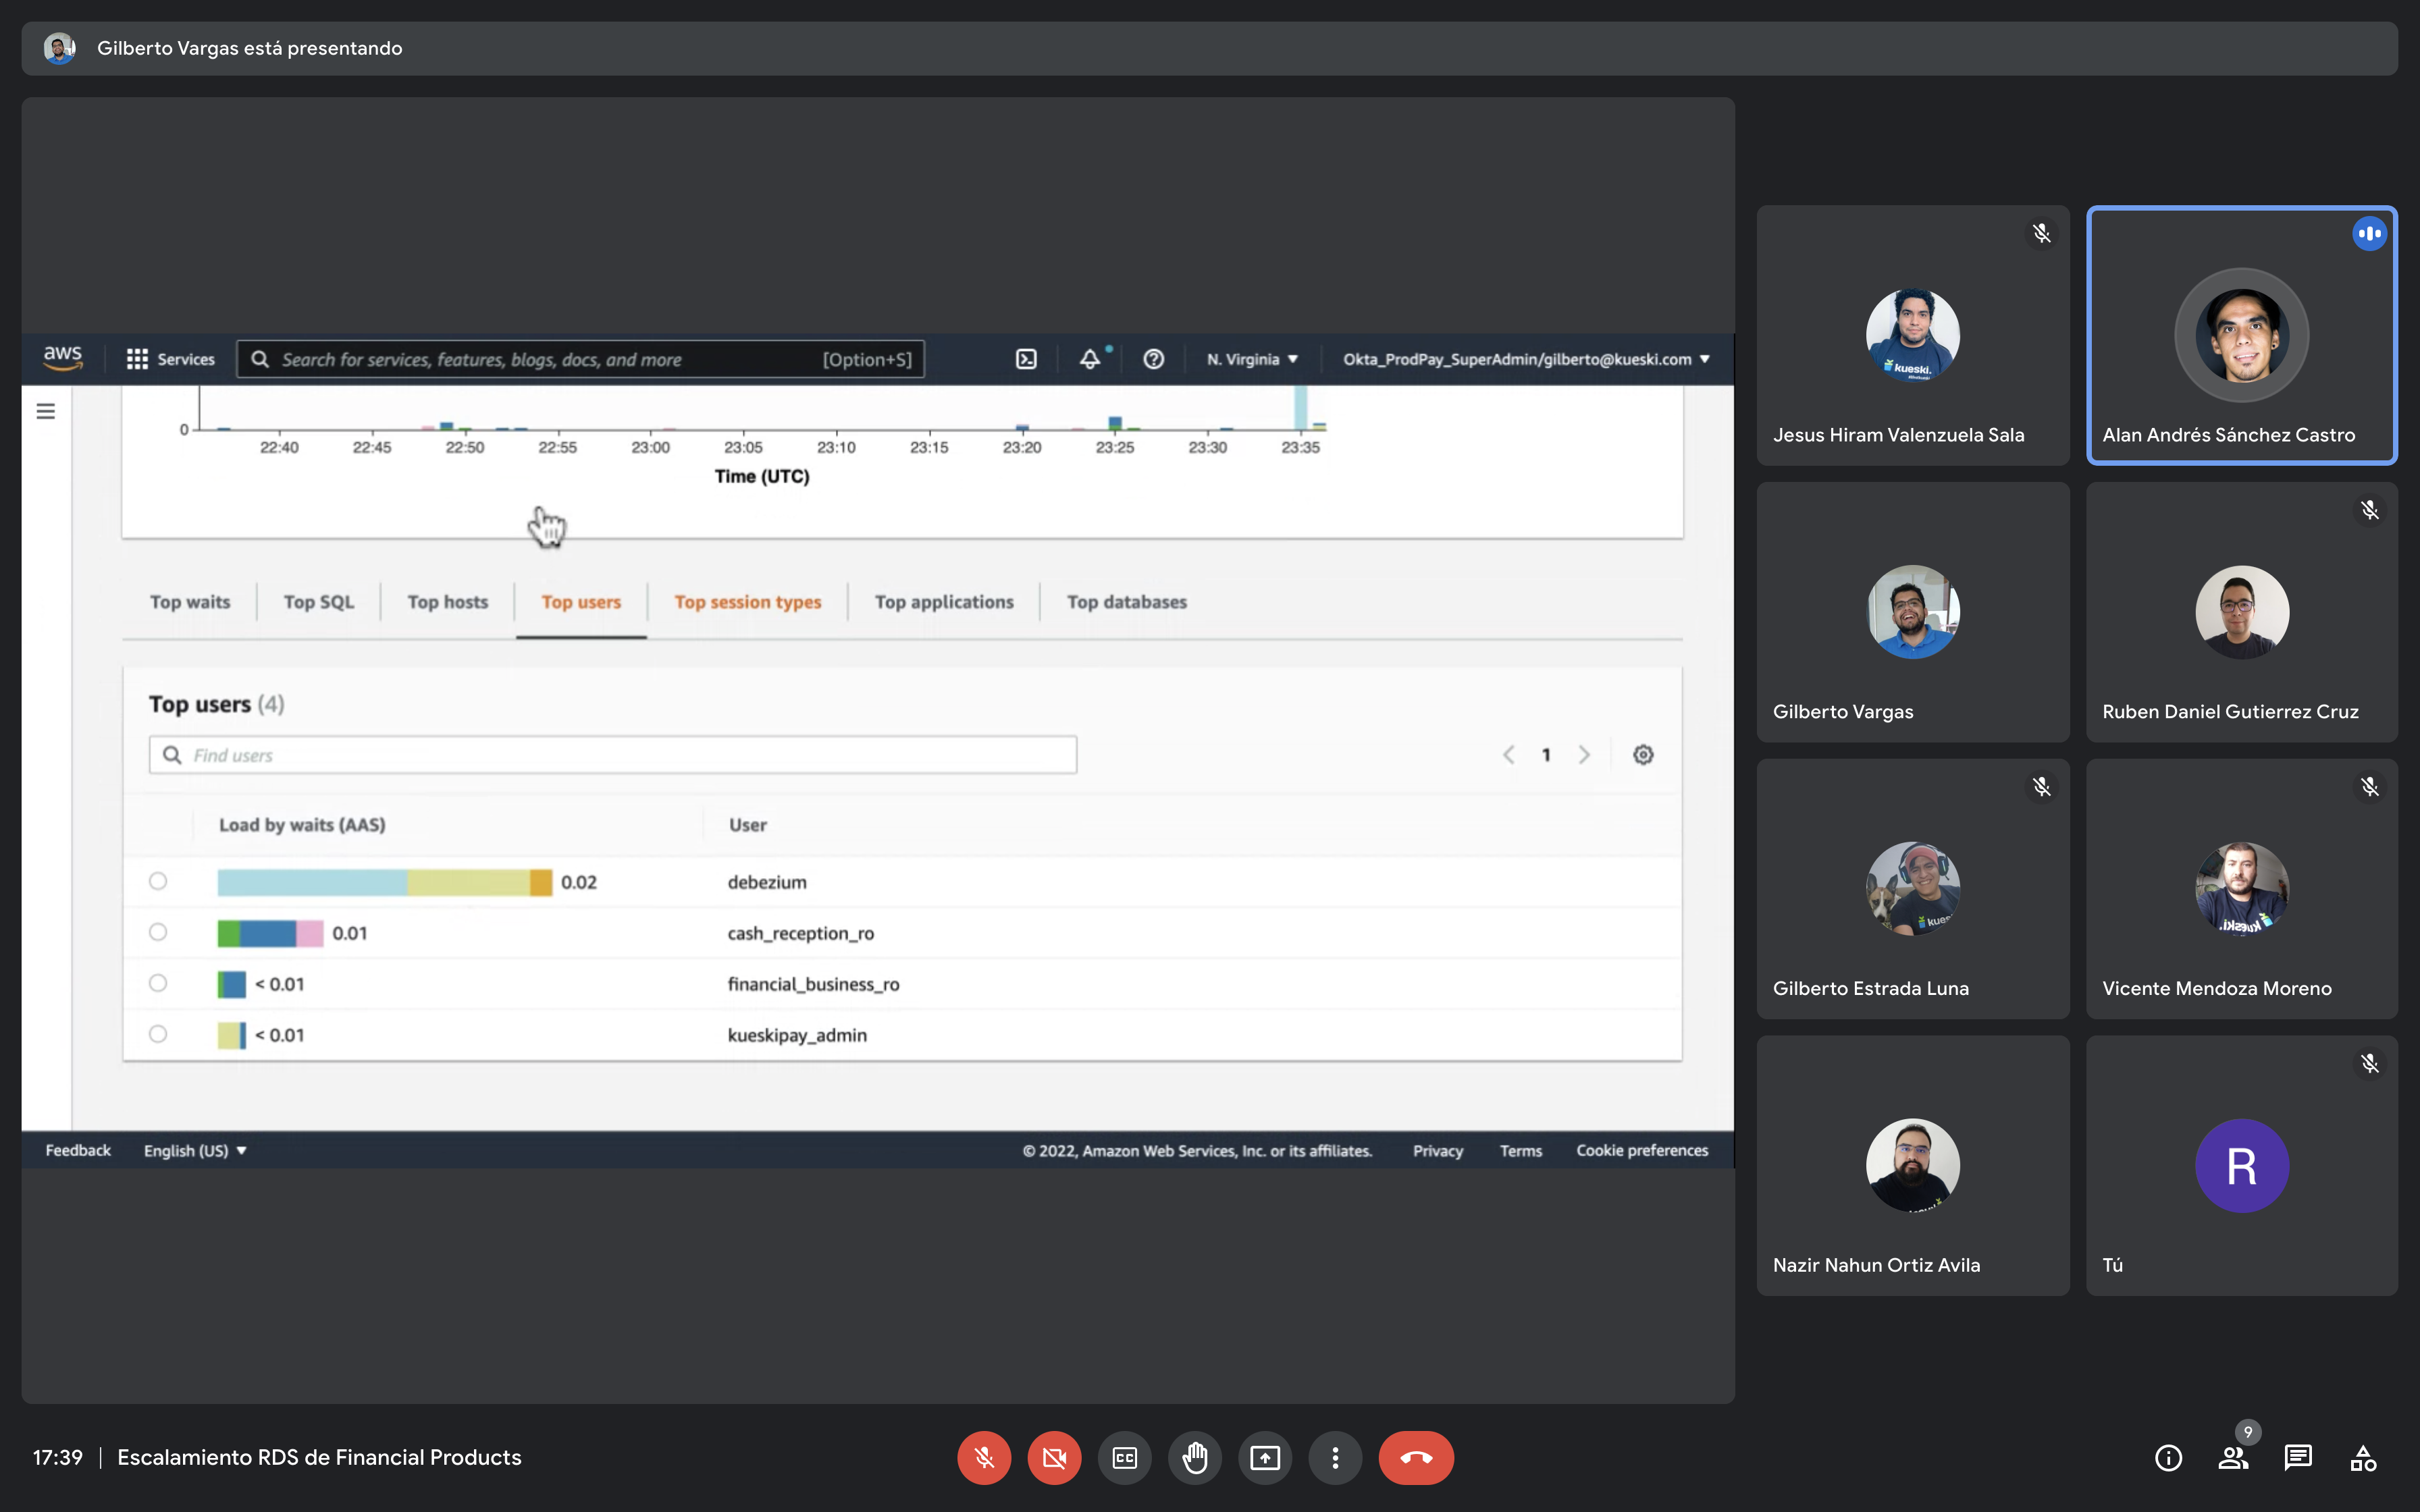 Gilberto Vargas está presentando
aws
Services
Search for services, features, blogs, docs, and more
[Option+S]
N. Virginia
Okta_ProdPay_SuperAdmin/gilberto@kueski.com
0
22:40 22:45 22:50 22:55 23:00 23:05 23:10 23:15 23:20 23:25 23:30 23:35
Time (UTC)
Top waits
Top SQL
Top hosts
Top users
Top session types
Top applications
Top databases
Top users (4)
Find users
1
Load by waits (AAS)
User
0.02 debezium
0.01 cash_reception_ro
< 0.01 financial_business_ro
< 0.01 kueskipay_admin
Feedback
English (US)
© 2022, Amazon Web Services, Inc. or its affiliates.
Privacy
Terms
Cookie preferences
kueski.
Jesus Hiram Valenzuela Sala
Alan Andrés Sánchez Castro
Gilberto Vargas
Ruben Daniel Gutierrez Cruz
Gilberto Estrada Luna
kueski.
Vicente Mendoza Moreno
Nazir Nahun Ortiz Avila
R
Tú
17:39
Escalamiento RDS de Financial Products
CC
9